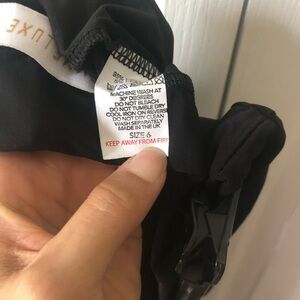 LUXE
MACHINE WASH AT
30 DEGREES
DO NOT BLEACH
DO NOT TUMBLE DRY
COOL IRON ON REVERSE
DO NOT DRY CLEAN
WASH SEPARATELY
MADE IN THE UK
SIZE 6
KEEP AWAY FROM FIRE